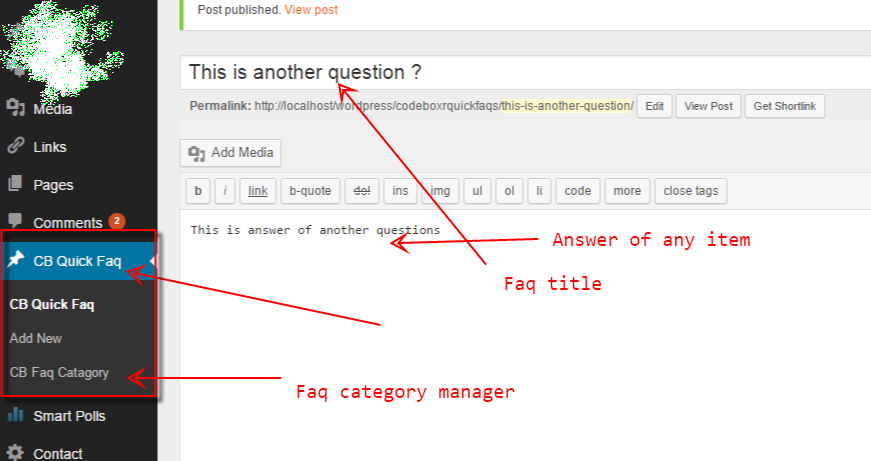 Post published. View post
This is another question ?
Permalink: http://localhost/wordpress/codeboxrquickfaqs/this-is-another-question/ Edit View Post Get Shortlink
Add Media
b i link b-quote del ins img ul ol li code more close tags
This is answer of another questions
Answer of any item
Faq title
Faq category manager
Media
Links
Pages
Comments 2
CB Quick Faq
CB Quick Faq
Add New
CB Faq Catagory
Smart Polls
Contact